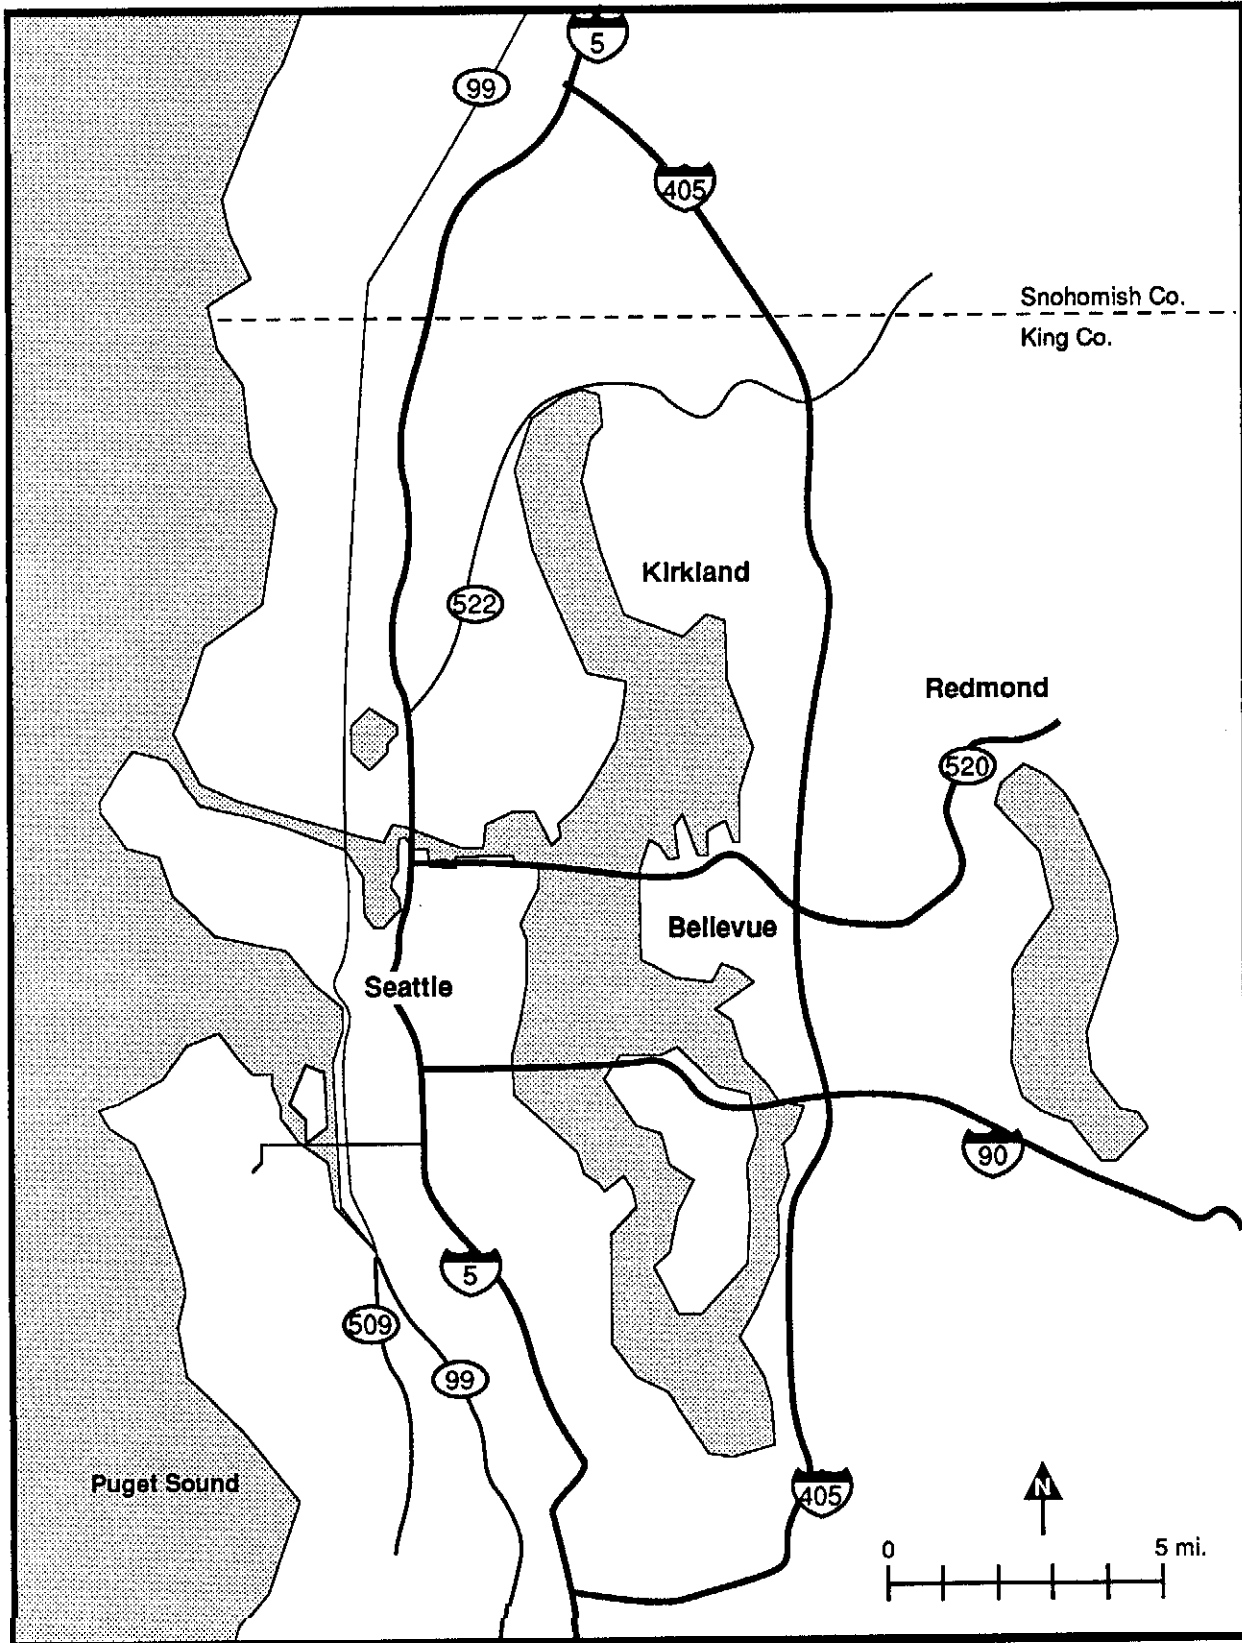 5
99
405
Snohomish Co.
King Co.
Kirkland
522
Redmond
520
Bellevue
Seattle
90
5
509
99
Puget Sound
405
N
0 5 mi.